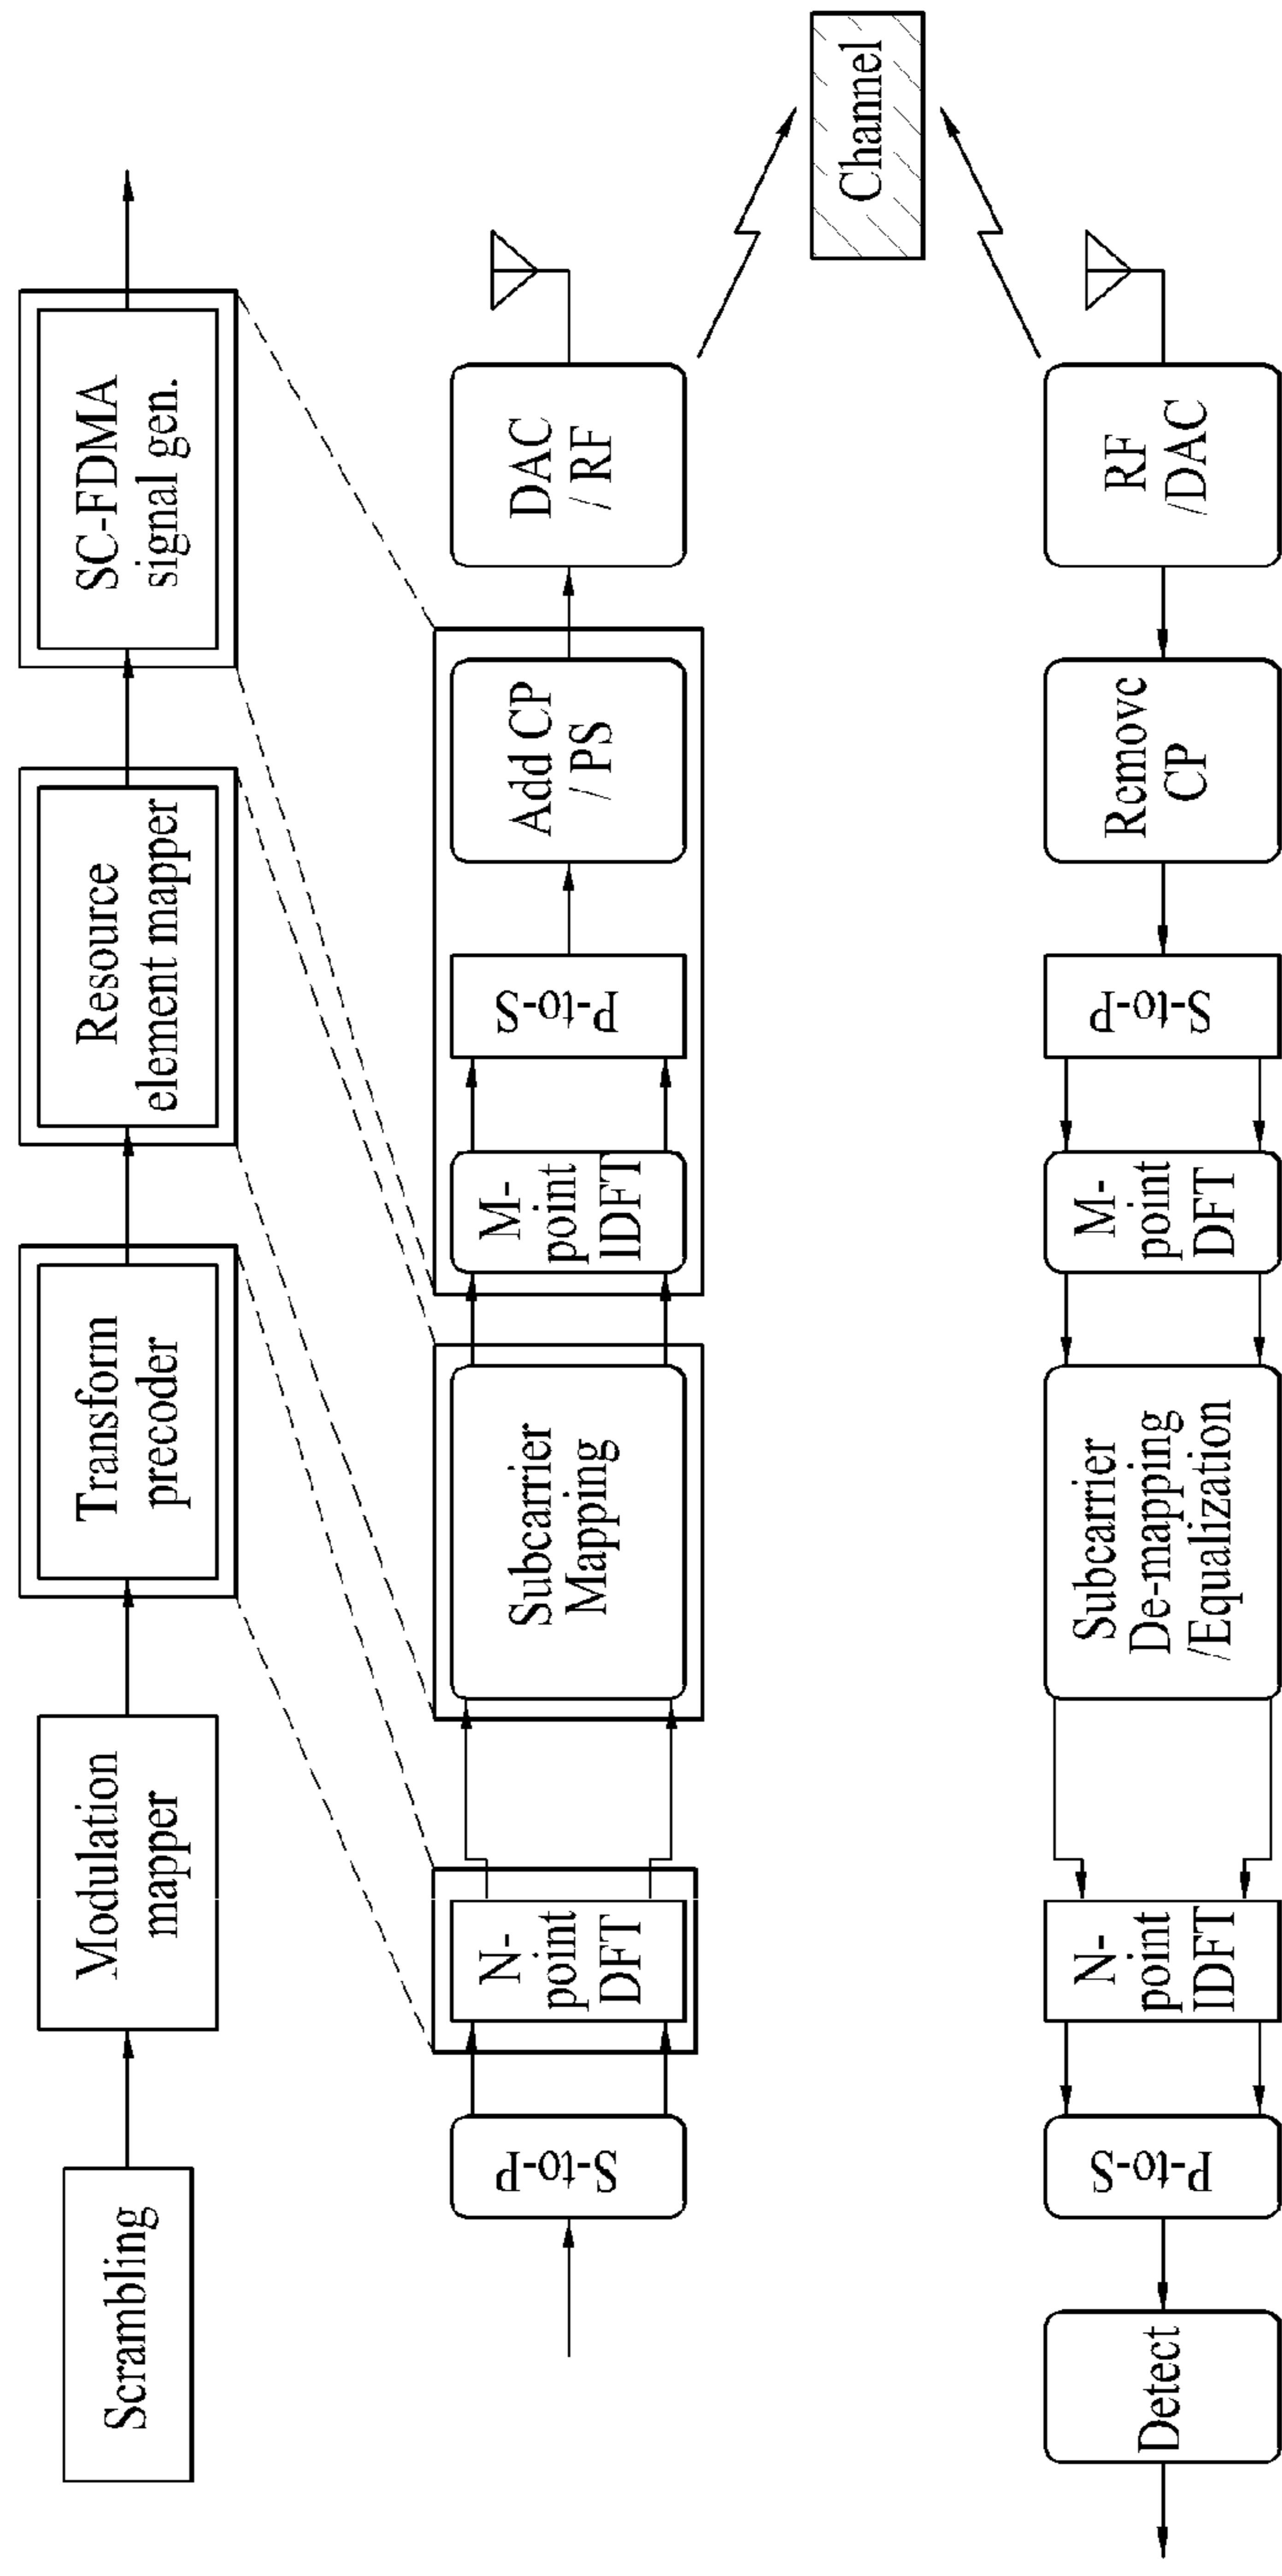 Scrambling
Modulation
mapper
Transform
precoder
Resource
element mapper
SC-FDMA
signal gen.
S-to-P
N-
point
DFT
Subcarrier
Mapping
M-
point
IDFT
P-to-S
Add CP
/ PS
DAC
/ RF
Channel
Detect
P-to-S
N-
point
IDFT
Subcarrier
De-mapping
/Equalization
M-
point
DFT
S-to-P
Removc
CP
RF
/DAC